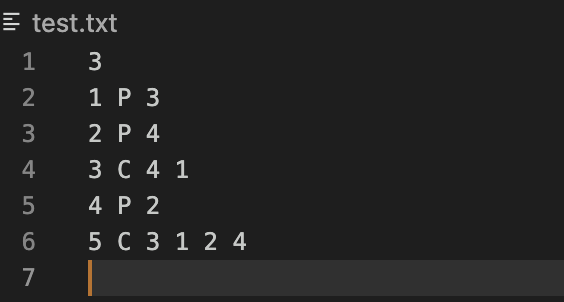 test.txt
1 3
2 1 P 3
3 2 P 4
4 3 C 4 1
5 4 P 2
6 5 C 3 1 2 4
7